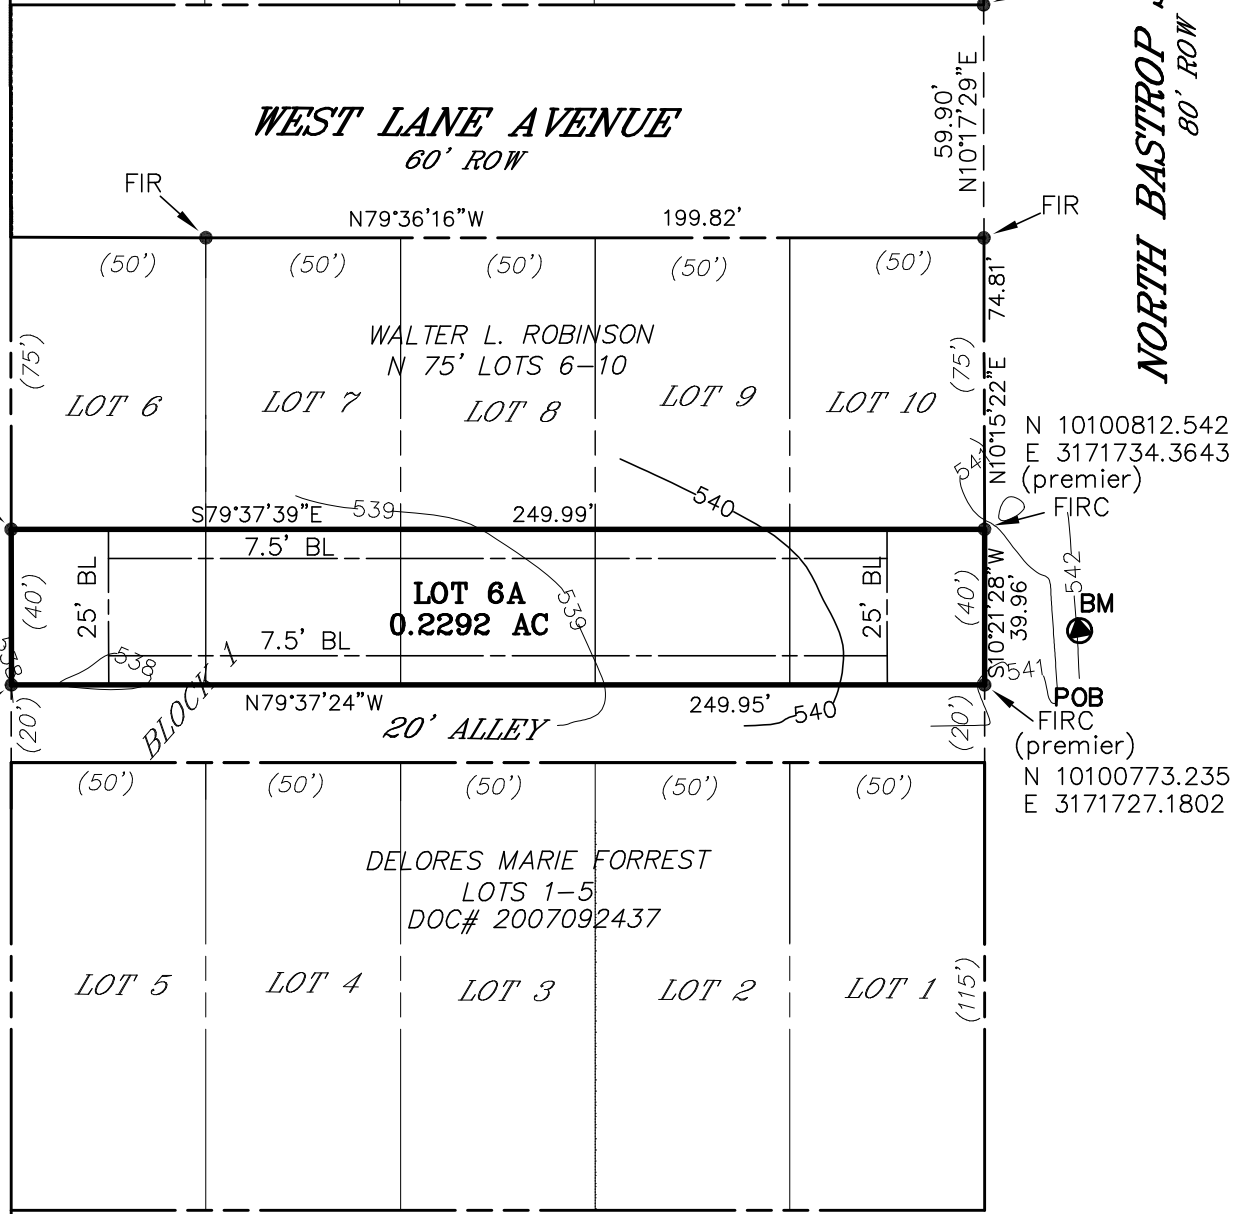 WEST LANE AVENUE
60' ROW
59.90'
N10°17'29"E
NORTH BASTROP
80' ROW
FIR
N79°36'16"W
199.82'
FIR
(50')
(50')
(50')
(50')
(50')
74.81'
N10°15'22"E
(75')
(75')
WALTER L. ROBINSON
N 75' LOTS 6-10
LOT 6
LOT 7
LOT 8
LOT 9
LOT 10
N 10100812.542
E 3171734.3643
(premier)
FIRC
540
539
S79°37'39"E
249.99'
7.5' BL
25' BL
25' BL
(40')
(40')
LOT 6A
0.2292 AC
539
S10°21'28"W
39.96'
542
BM
7.5' BL
538
538
541
BLOCK 1
N79°37'24"W
249.95'
540
POB
FIRC
(premier)
(20')
20' ALLEY
(20')
N 10100773.235
E 3171727.1802
(50')
(50')
(50')
(50')
(50')
DELORES MARIE FORREST
LOTS 1-5
DOC# 2007092437
LOT 5
LOT 4
LOT 3
LOT 2
LOT 1
(115')